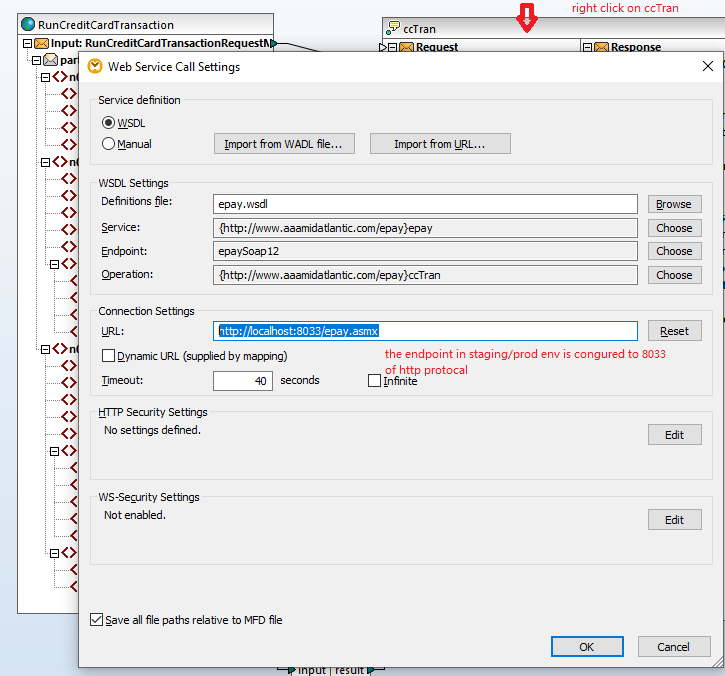 right click on ccTran
RunCreditCardTransaction
ccTran
Input: RunCreditCardTransactionRequestM
Request
Response
par
Web Service Call Settings
Service definition
WSDL
Manual
Import from WADL file...
Import from URL...
WSDL Settings
Definitions file:
epay.wsdl
Browse
Service:
{http://www.aaamidatlantic.com/epay}epay
Choose
Endpoint:
epaySoap12
Choose
Operation:
{http://www.aaamidatlantic.com/epay}ccTran
Choose
Connection Settings
URL:
http://localhost:8033/epay.asmx
Reset
Dynamic URL (supplied by mapping)
the endpoint in staging/prod env is congured to 8033
of http protocal
Timeout:
40
seconds
Infinite
HTTP Security Settings
No settings defined.
Edit
WS-Security Settings
Not enabled.
Edit
Save all file paths relative to MFD file
OK
Cancel
input
result